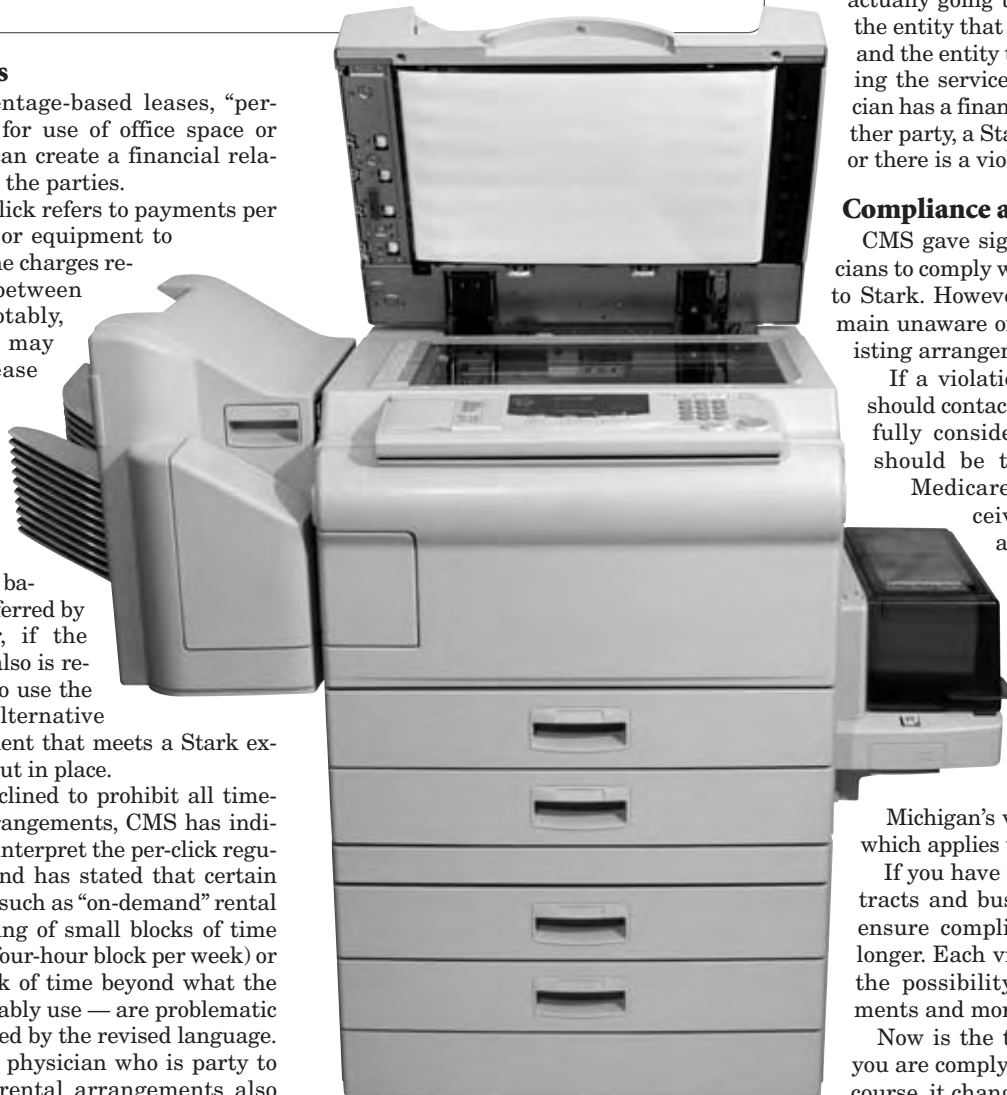 s
entage-based leases, “per-
for use of office space or
can create a financial rela-
the parties.
lick refers to payments per
or equipment to
ne charges re-
between
otably,
may
ease
ba-
ferred by
, if the
also is re-
o use the
lternative
ent that meets a Stark ex-
ut in place.
clined to prohibit all time-
rangements, CMS has indi-
interpret the per-click regu-
nd has stated that certain
such as “on-demand” rental
ing of small blocks of time
four-hour block per week) or
k of time beyond what the
ably use — are problematic
ed by the revised language.
physician who is party to
rental arrangements also
actually going t
the entity that
and the entity t
ing the service
cian has a finan
ther party, a Sta
or there is a viol
Compliance a
CMS gave sig
cians to comply w
to Stark. Howeve
main unaware o
isting arrangem
If a violatio
should contac
fully conside
should be t
Medicare
ceiv
a
Michigan’s v
which applies t
If you have
tracts and bus
ensure compli
longer. Each vi
the possibility
ments and mor
Now is the t
you are comply
course, it chang